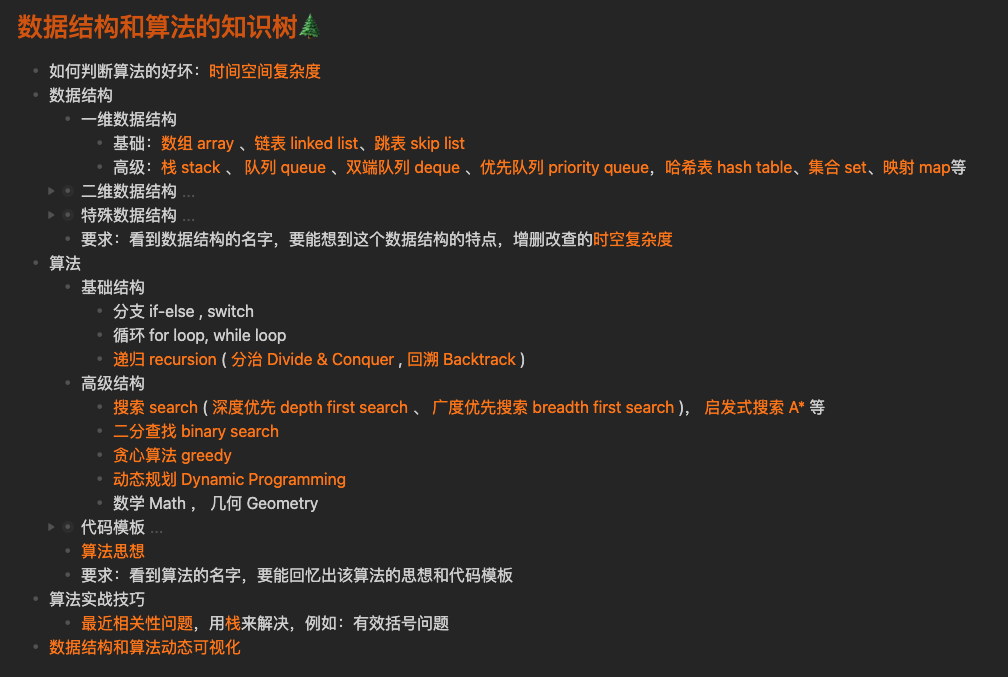 数据结构和算法的知识树🌲
如何判断算法的好坏：时间空间复杂度
数据结构
一维数据结构
基础：数组 array 、链表 linked list、跳表 skip list
高级：栈 stack 、 队列 queue 、双端队列 deque 、优先队列 priority queue，哈希表 hash table、集合 set、映射 map等
二维数据结构 ...
特殊数据结构 ...
要求：看到数据结构的名字，要能想到这个数据结构的特点，增删改查的时空复杂度
算法
基础结构
分支 if-else , switch
循环 for loop, while loop
递归 recursion ( 分治 Divide & Conquer , 回溯 Backtrack )
高级结构
搜索 search ( 深度优先 depth first search 、 广度优先搜索 breadth first search )， 启发式搜索 A* 等
二分查找 binary search
贪心算法 greedy
动态规划 Dynamic Programming
数学 Math ， 几何 Geometry
代码模板 ...
算法思想
要求：看到算法的名字，要能回忆出该算法的思想和代码模板
算法实战技巧
最近相关性问题，用栈来解决，例如：有效括号问题
数据结构和算法动态可视化